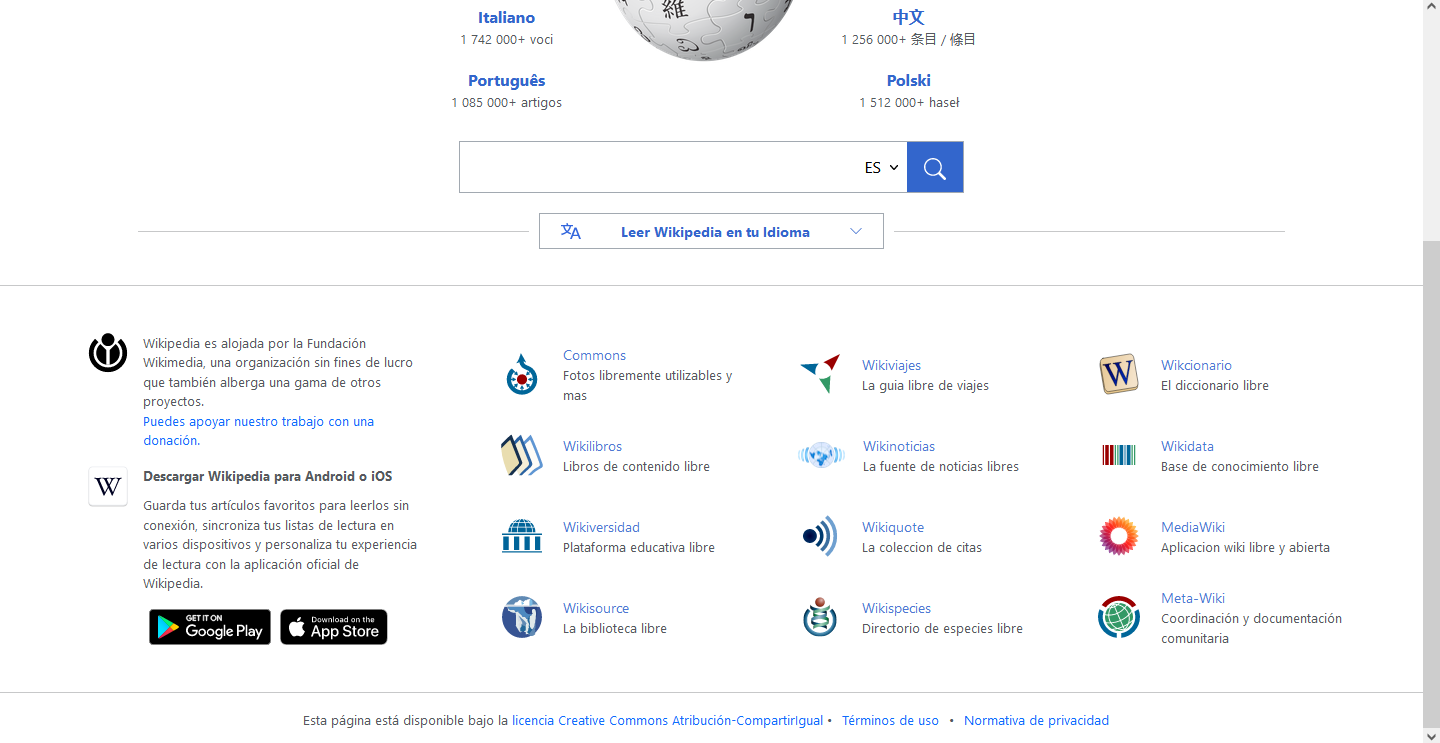 Italiano
1 742 000+ voci
中文
1 256 000+ 条目 / 條目
Português
1 085 000+ artigos
Polski
1 512 000+ haseł
維
ES
Leer Wikipedia en tu Idioma
Wikipedia es alojada por la Fundación
Wikimedia, una organización sin fines de lucro
que también alberga una gama de otros
proyectos.
Puedes apoyar nuestro trabajo con una
donación.
W
Descargar Wikipedia para Android o iOS
Guarda tus artículos favoritos para leerlos sin
conexión, sincroniza tus listas de lectura en
varios dispositivos y personaliza tu experiencia
de lectura con la aplicación oficial de
Wikipedia.
GET IT ON
Google Play
Download on the
App Store
Commons
Fotos libremente utilizables y
mas
Wikiviajes
La guia libre de viajes
W
Wikcionario
El diccionario libre
Wikilibros
Libros de contenido libre
Wikinoticias
La fuente de noticias libres
Wikidata
Base de conocimiento libre
Wikiversidad
Plataforma educativa libre
Wikiquote
La coleccion de citas
MediaWiki
Aplicacion wiki libre y abierta
Wikisource
La biblioteca libre
Wikispecies
Directorio de especies libre
Meta-Wiki
Coordinación y documentación
comunitaria
Esta página está disponible bajo la licencia Creative Commons Atribución-CompartirIgual • Términos de uso • Normativa de privacidad